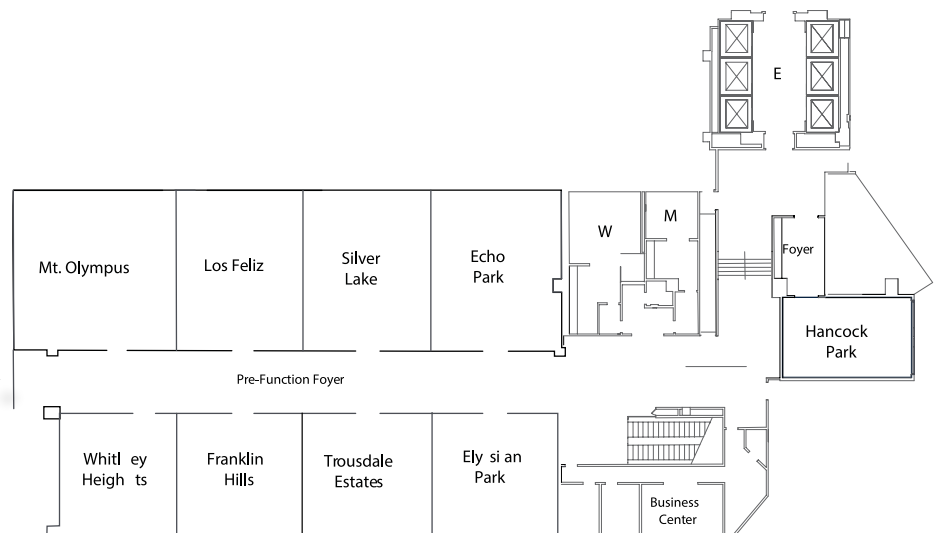 E
W
M
Foyer
Mt. Olympus
Los Feliz
Silver
Lake
Echo
Park
Hancock
Park
Pre-Function Foyer
Whitl ey
Heigh ts
Franklin
Hills
Trousdale
Estates
Ely si an
Park
Business
Center